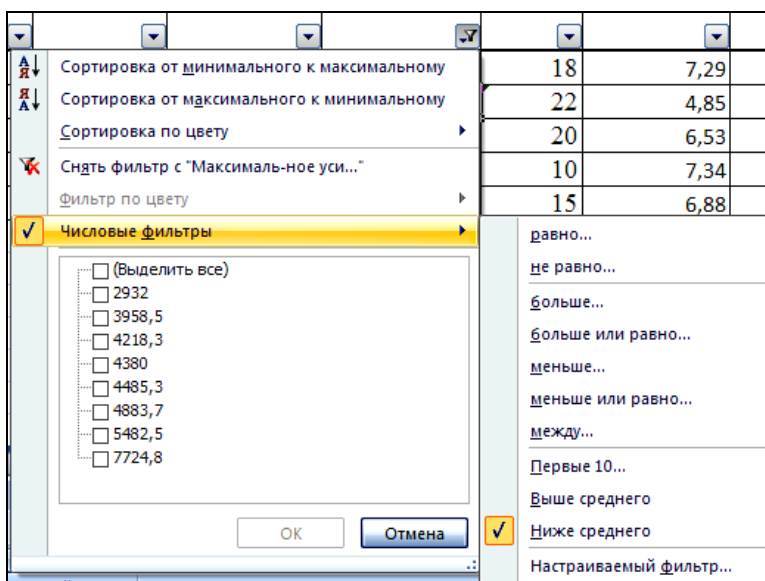 Сортировка от минимального к максимальному
Сортировка от максимального к минимальному
Сортировка по цвету
Снять фильтр с "Максималь-ное уси..."
Фильтр по цвету
Числовые фильтры
(Выделить все)
2932
3958,5
4218,3
4380
4485,3
4883,7
5482,5
7724,8
ОК
Отмена
18 7,29
22 4,85
20 6,53
10 7,34
15 6,88
равно...
не равно...
больше...
больше или равно...
меньше...
меньше или равно...
между...
Первые 10...
Выше среднего
Ниже среднего
Настраиваемый фильтр...